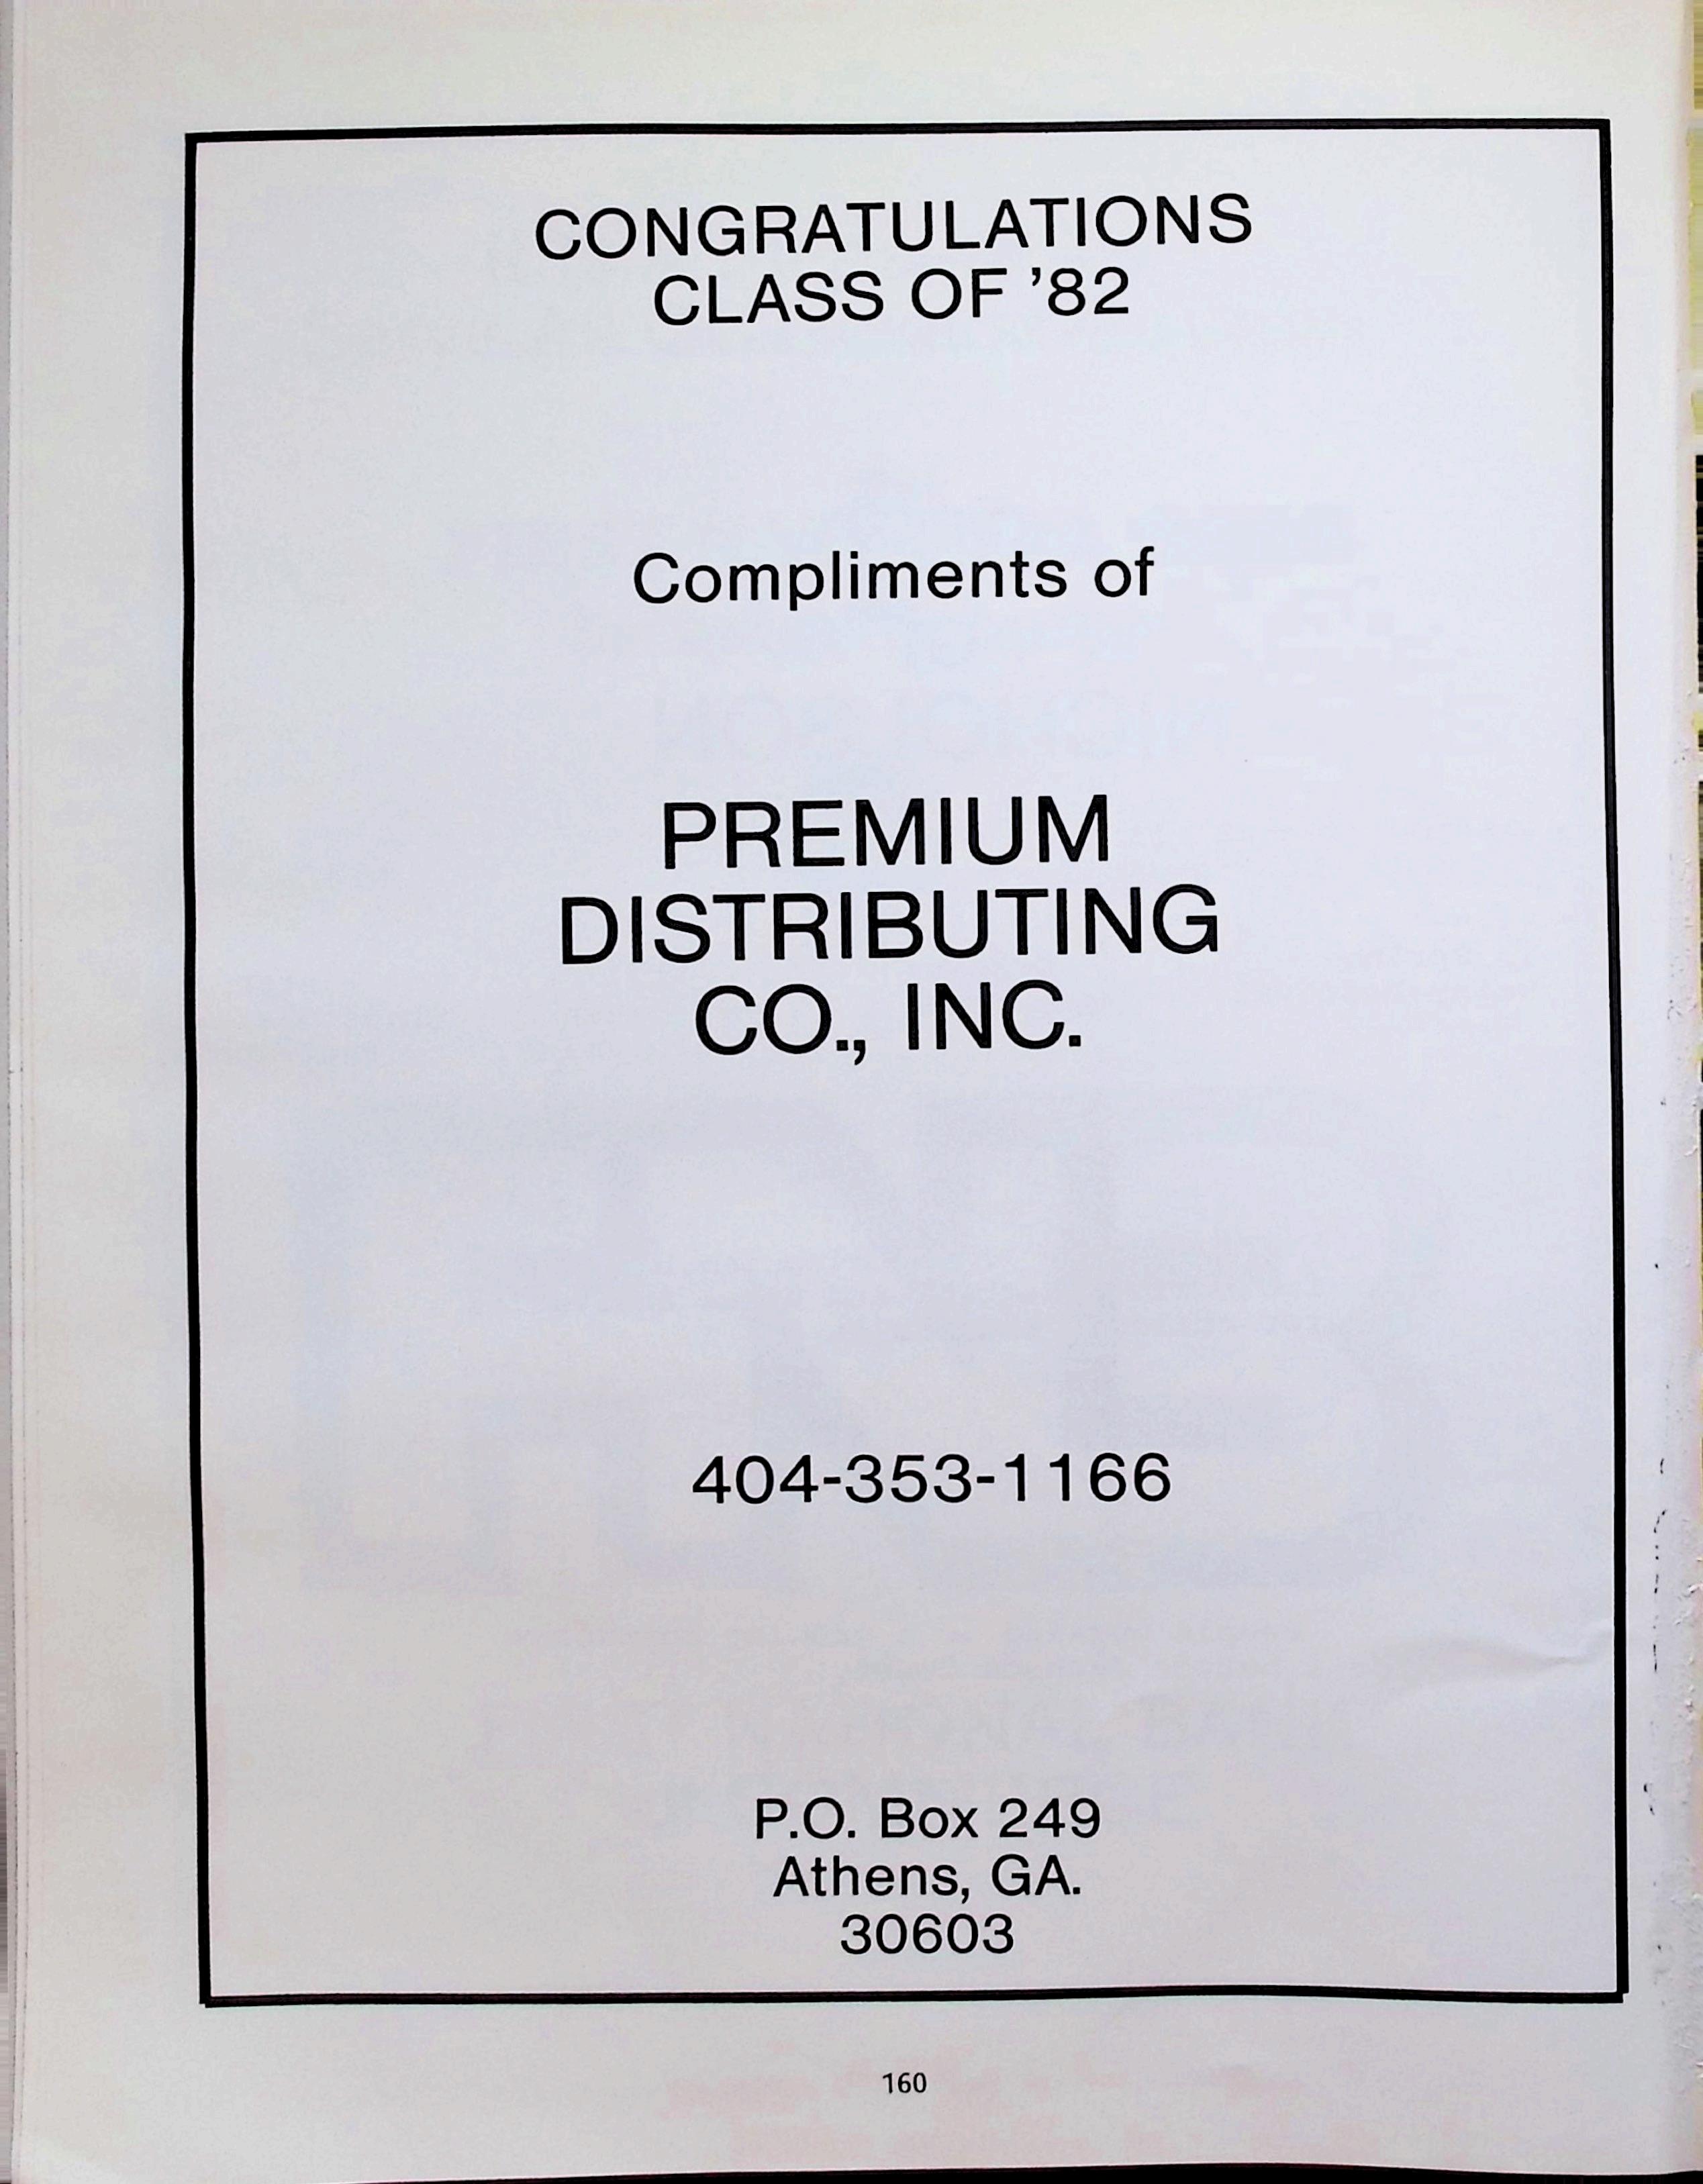 CONGRATULATIONS
CLASS OF '82
Compliments of
PREMIUM
DISTRIBUTING
CO., INC.
404-353-1166
P.O. Box 249
Athens, GA.
30603
160